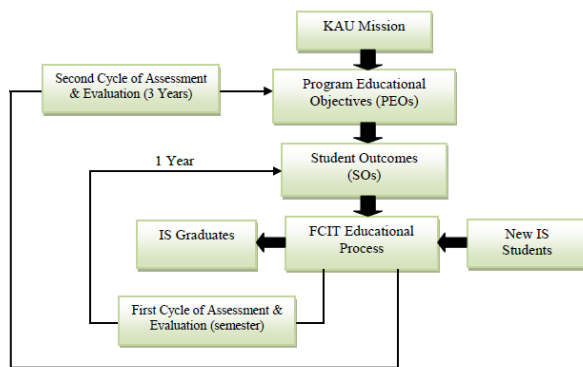 KAU Mission
Second Cycle of Assessment
& Evaluation (3 Years)
Program Educational
Objectives (PEOs)
1 Year
Student Outcomes
(SOs)
IS Graduates
FCIT Educational
Process
New IS
Students
First Cycle of Assessment &
Evaluation (semester)